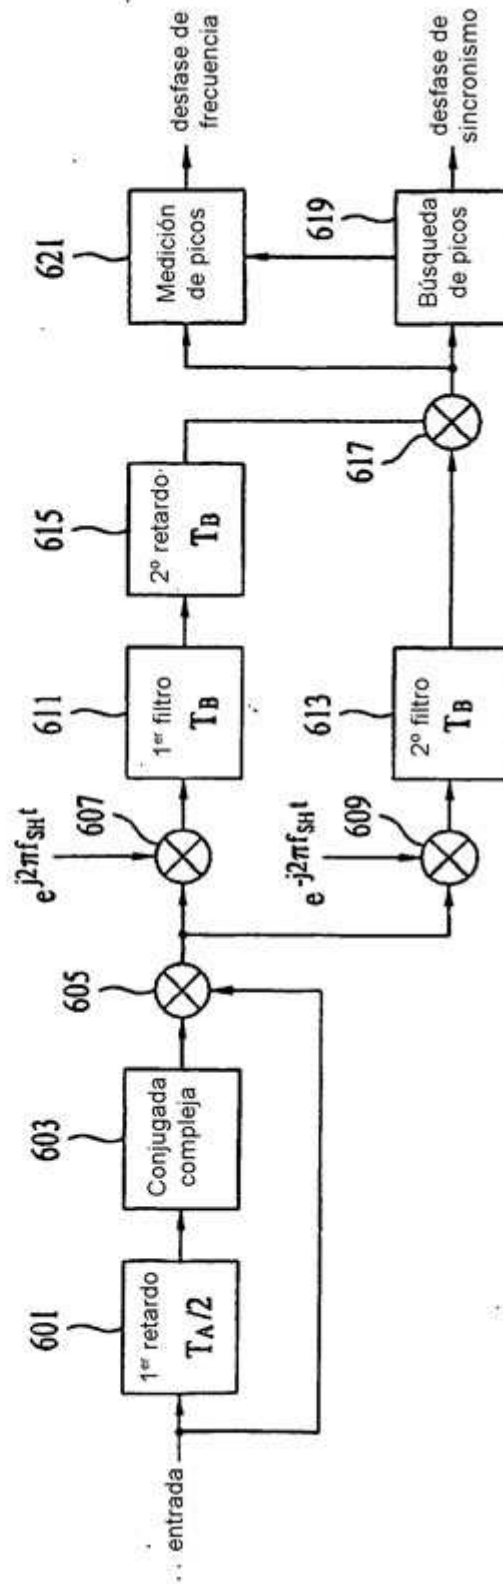 entrada
601
1er retardo
TA/2
603
Conjugada
compleja
605
e^j2πfSHt
607
e^-j2πfSHt
609
611
1er filtro
TB
613
2º filtro
TB
615
2º retardo
TB
617
621
Medición
de picos
619
Búsqueda
de picos
desfase de
frecuencia
desfase de
sincronismo